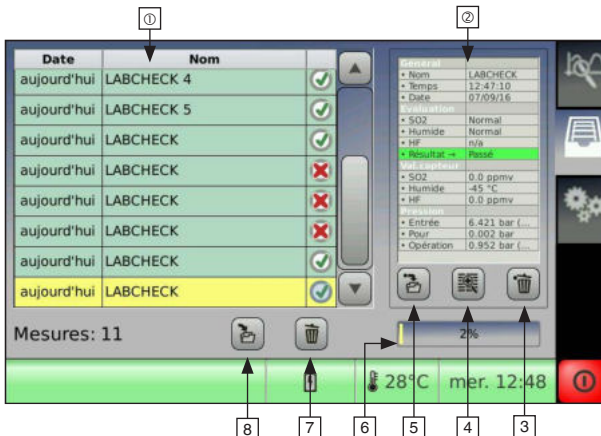 ① ②
Date Nom
aujourd'hui LABCHECK 4
aujourd'hui LABCHECK 5
aujourd'hui LABCHECK
aujourd'hui LABCHECK
aujourd'hui LABCHECK
aujourd'hui LABCHECK
aujourd'hui LABCHECK
aujourd'hui LABCHECK
Mesures: 11
Général
• Nom LABCHECK
• Temps 12:47:10
• Date 07/09/16
Evaluation
• SO2 Normal
• Humide Normal
• HF n/a
• Résultat → Passé
Val.capteur
• SO2 0.0 ppmv
• Humide -45 °C
• HF 0.0 ppmv
Pression
• Entrée 6.421 bar (...
• Pour 0.002 bar
• Opération 0.952 bar (...
2%
28°C mer. 12:48
8 7 6 5 4 3